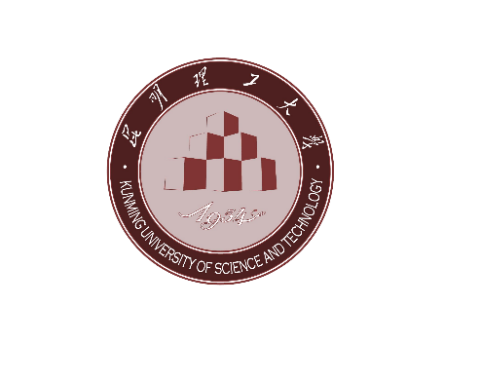 昆明理工大学
1954
KUNMING UNIVERSITY OF SCIENCE AND TECHNOLOGY